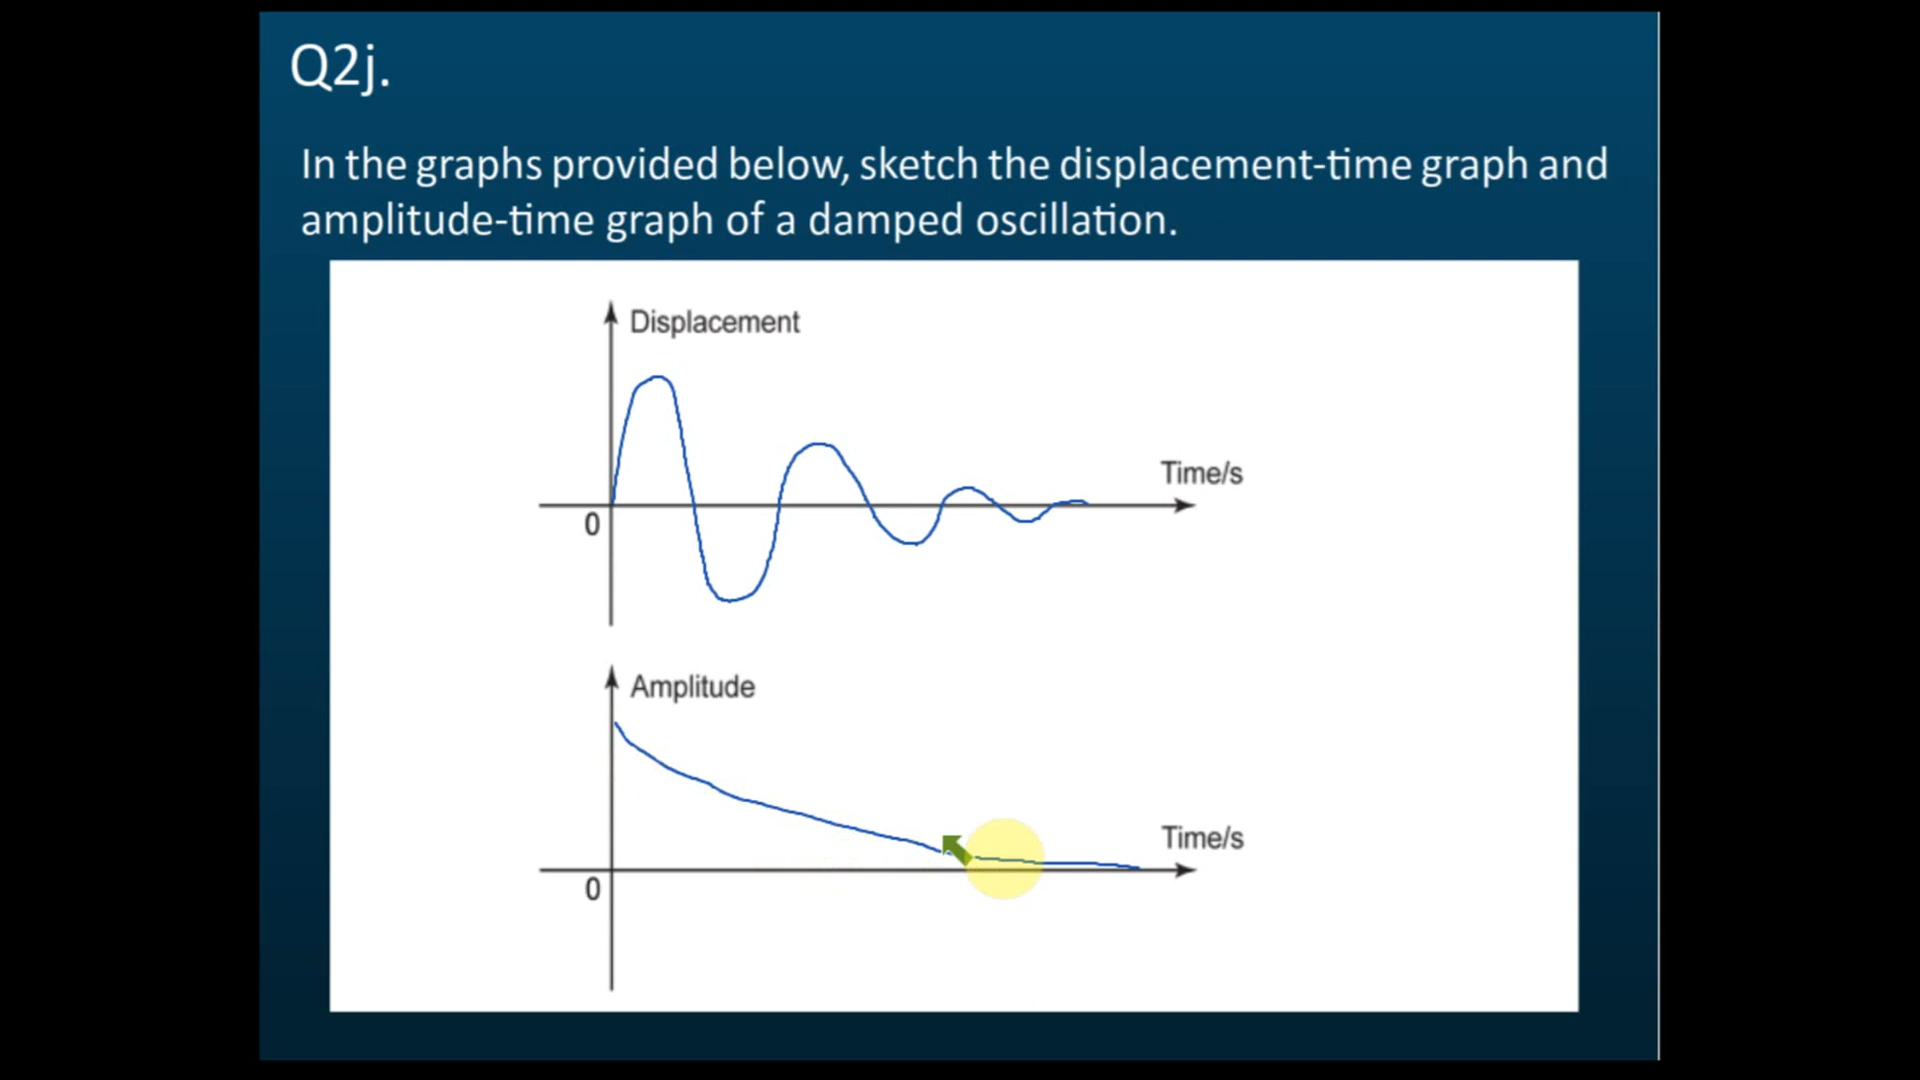 Q2j.
In the graphs provided below, sketch the displacement-time graph and
amplitude-time graph of a damped oscillation.
Displacement
Time/s
0
Amplitude
Time/s
0